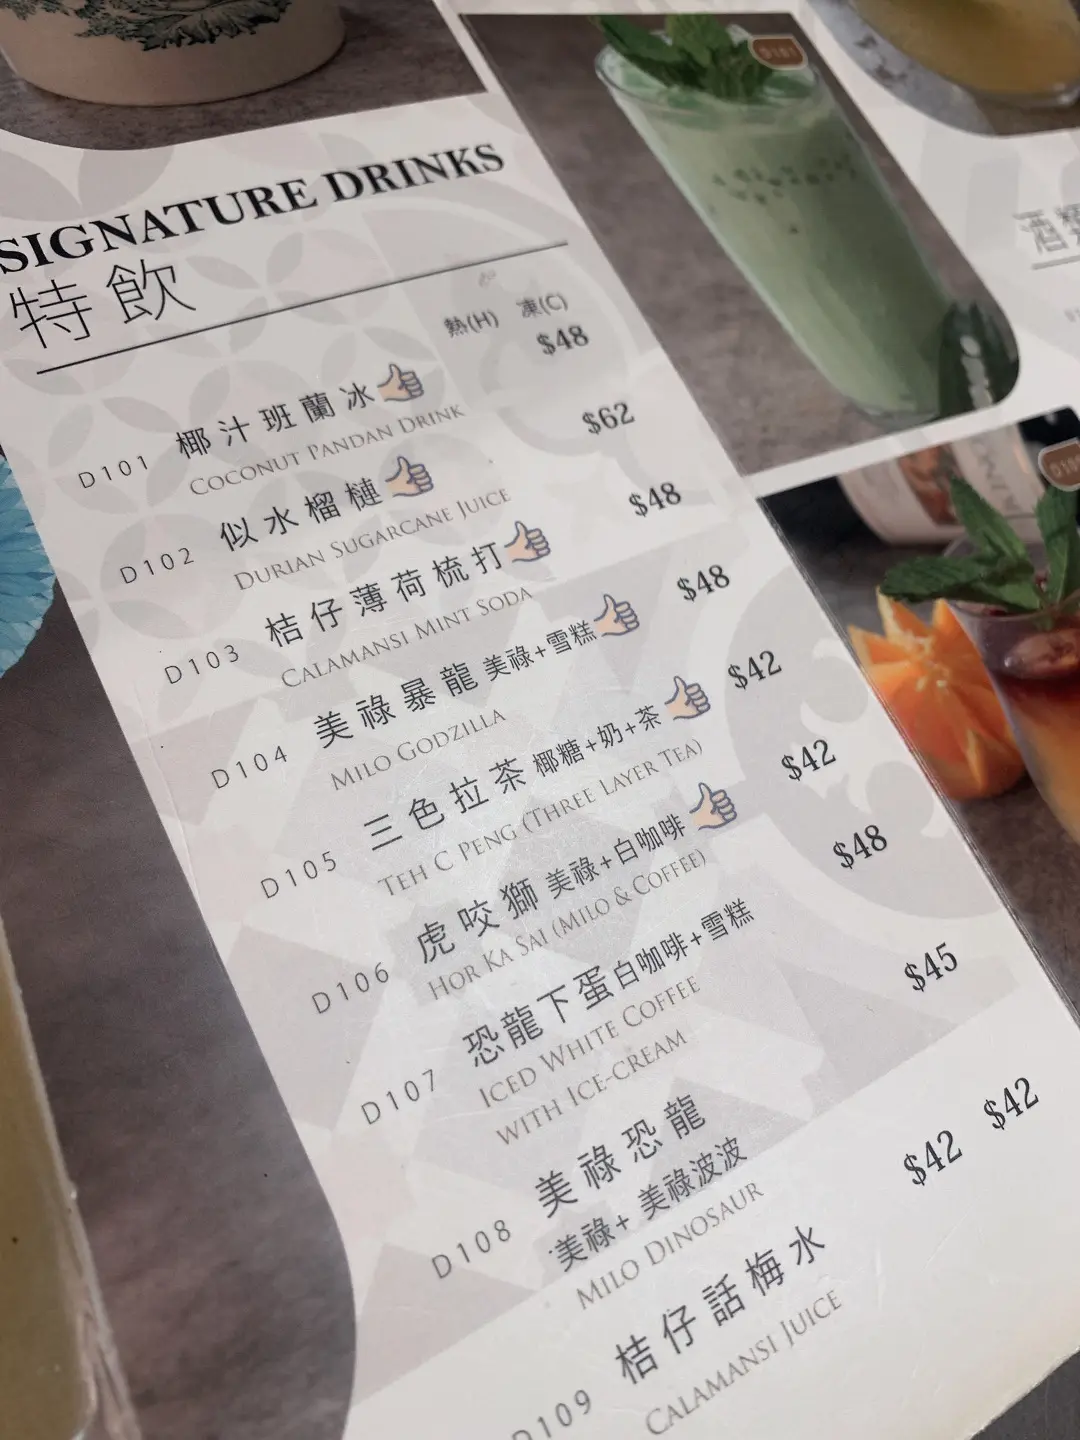 SIGNATURE DRINKS
特飲
熱(H) 凍(C)
D101 椰汁班蘭冰 $48
COCONUT PANDAN DRINK
D102 似水榴槤 $62
DURIAN SUGARCANE JUICE
D103 桔仔薄荷梳打 $48
CALAMANSI MINT SODA
D104 美祿暴龍 美祿+雪糕 $48
MILO GODZILLA
D105 三色拉茶 椰糖+奶+茶 $42
TEH C PENG (THREE LAYER TEA)
D106 虎咬獅 美祿+白咖啡 $42
HOR KA SAI (MILO & COFFEE)
D107 恐龍下蛋 白咖啡+雪糕 $48
ICED WHITE COFFEE
WITH ICE-CREAM
D108 美祿恐龍 $45
美祿+ 美祿波波
MILO DINOSAUR
D109 桔仔話梅水 $42 $42
CALAMANSI JUICE
D101
酒